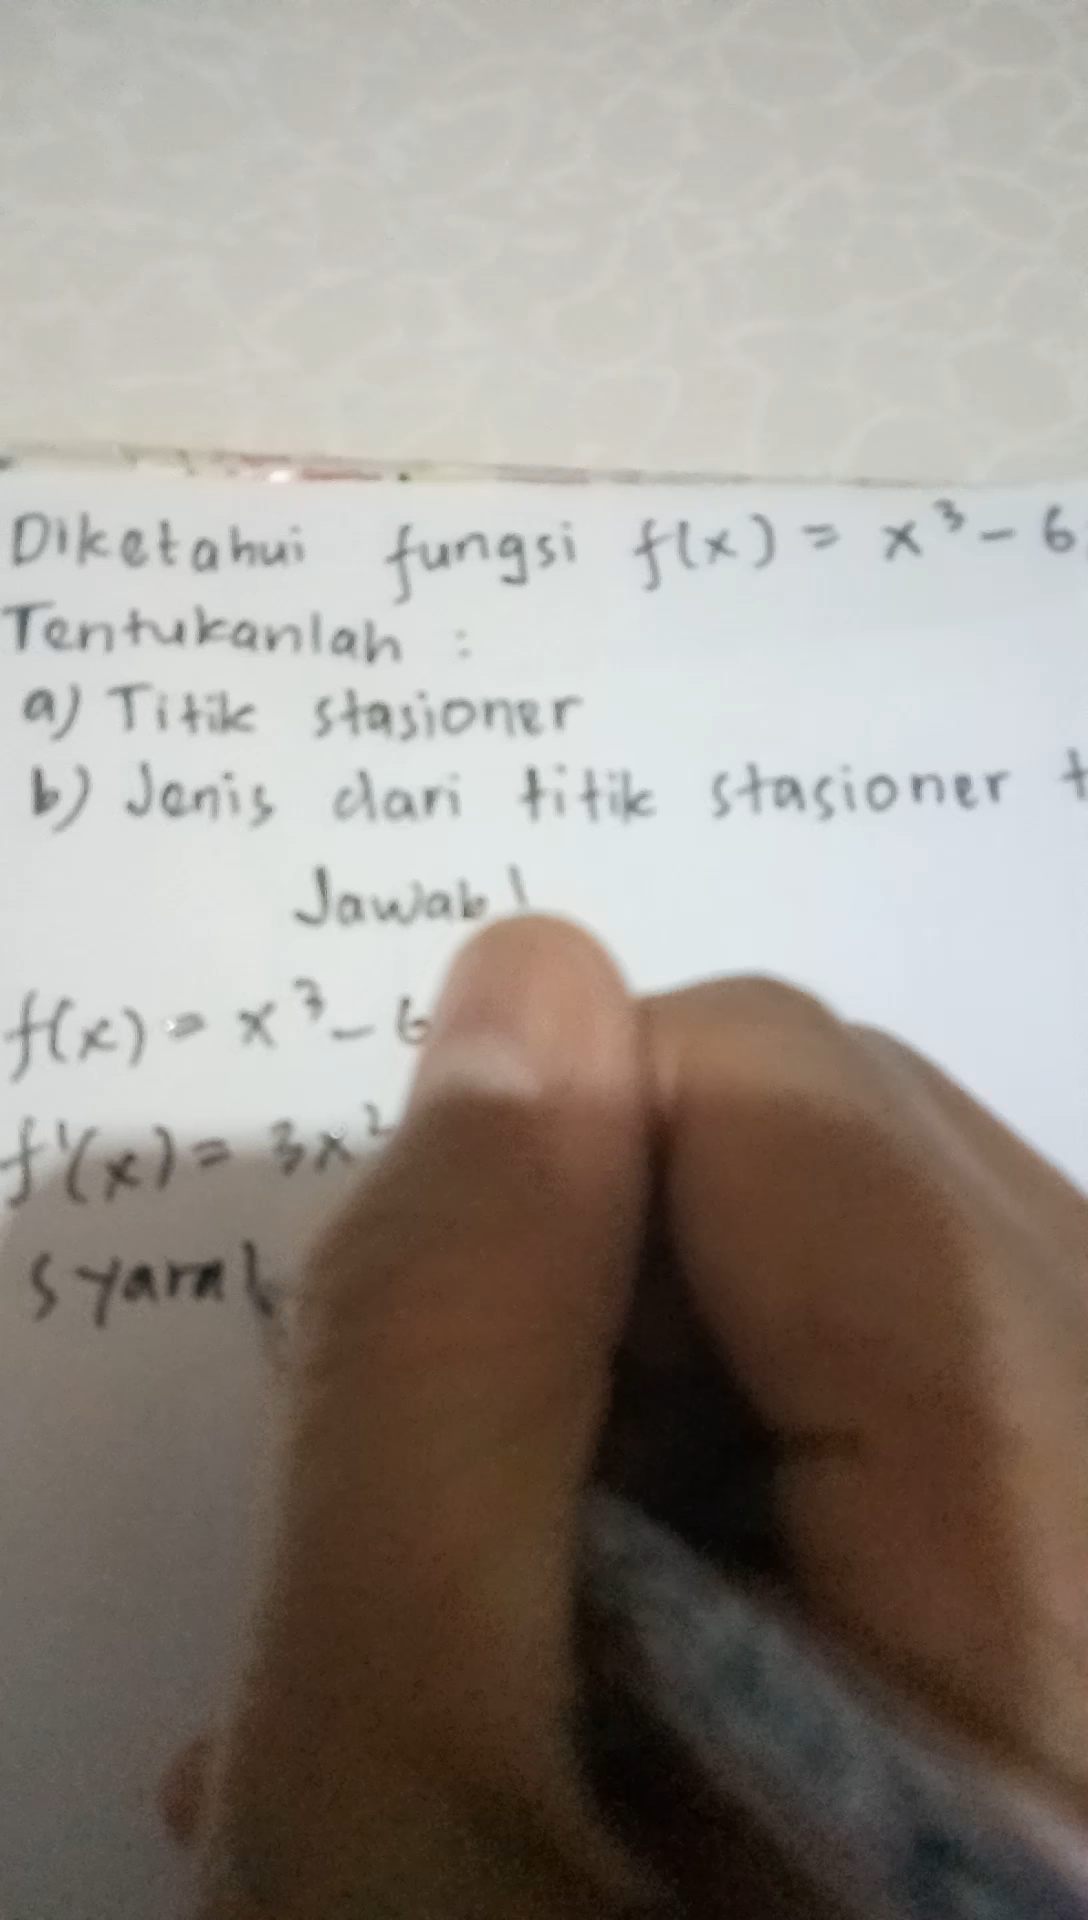 Diketahui fungsi f(x) = x³ - 6
Tentukanlah :
a) Titik stasioner
b) Jenis dari titik stasioner t
Jawab!
f(x) = x³ - 6
f'(x) = 3x²
syarat